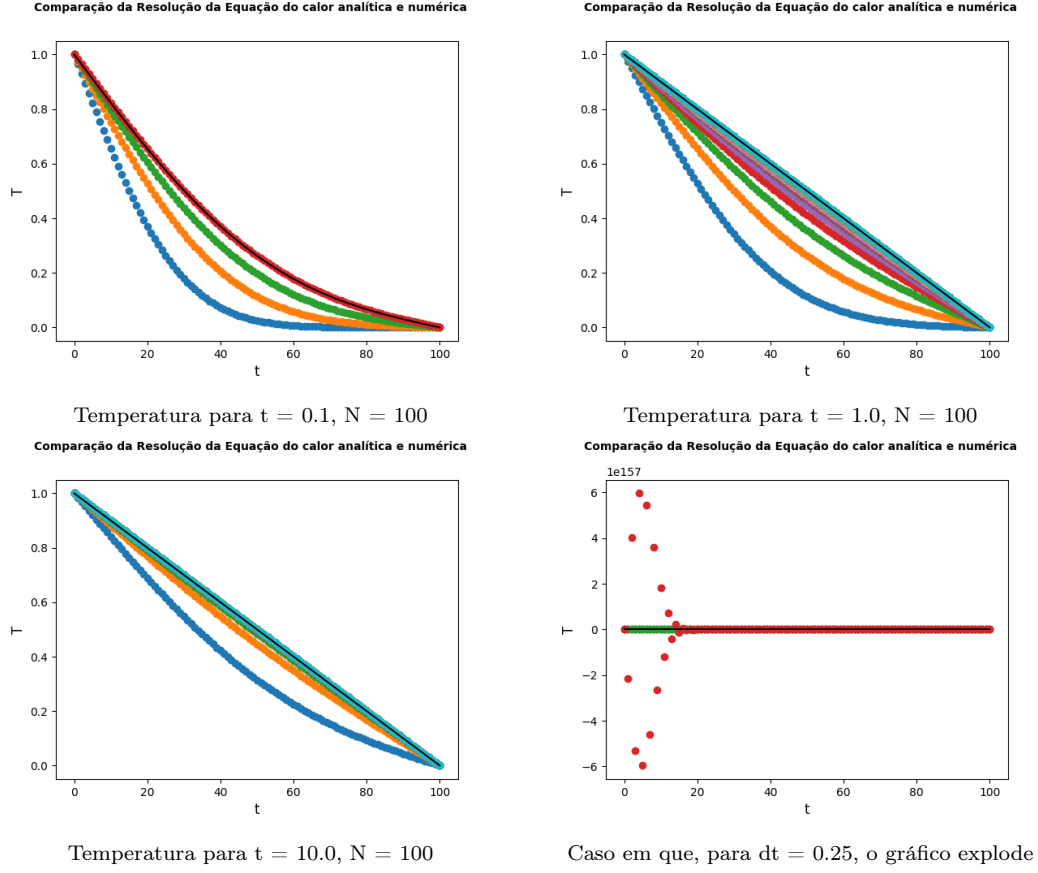 Comparação da Resolução da Equação do calor analítica e numérica
1.0
0.8
0.6
0.4
0.2
0.0
T
0 20 40 60 80 100
t
Temperatura para t = 0.1, N = 100
Comparação da Resolução da Equação do calor analítica e numérica
1.0
0.8
0.6
0.4
0.2
0.0
T
0 20 40 60 80 100
t
Temperatura para t = 1.0, N = 100
Comparação da Resolução da Equação do calor analítica e numérica
1.0
0.8
0.6
0.4
0.2
0.0
T
0 20 40 60 80 100
t
Temperatura para t = 10.0, N = 100
Comparação da Resolução da Equação do calor analítica e numérica
1e157
6
4
2
0
−2
−4
−6
T
0 20 40 60 80 100
t
Caso em que, para dt = 0.25, o gráfico explode